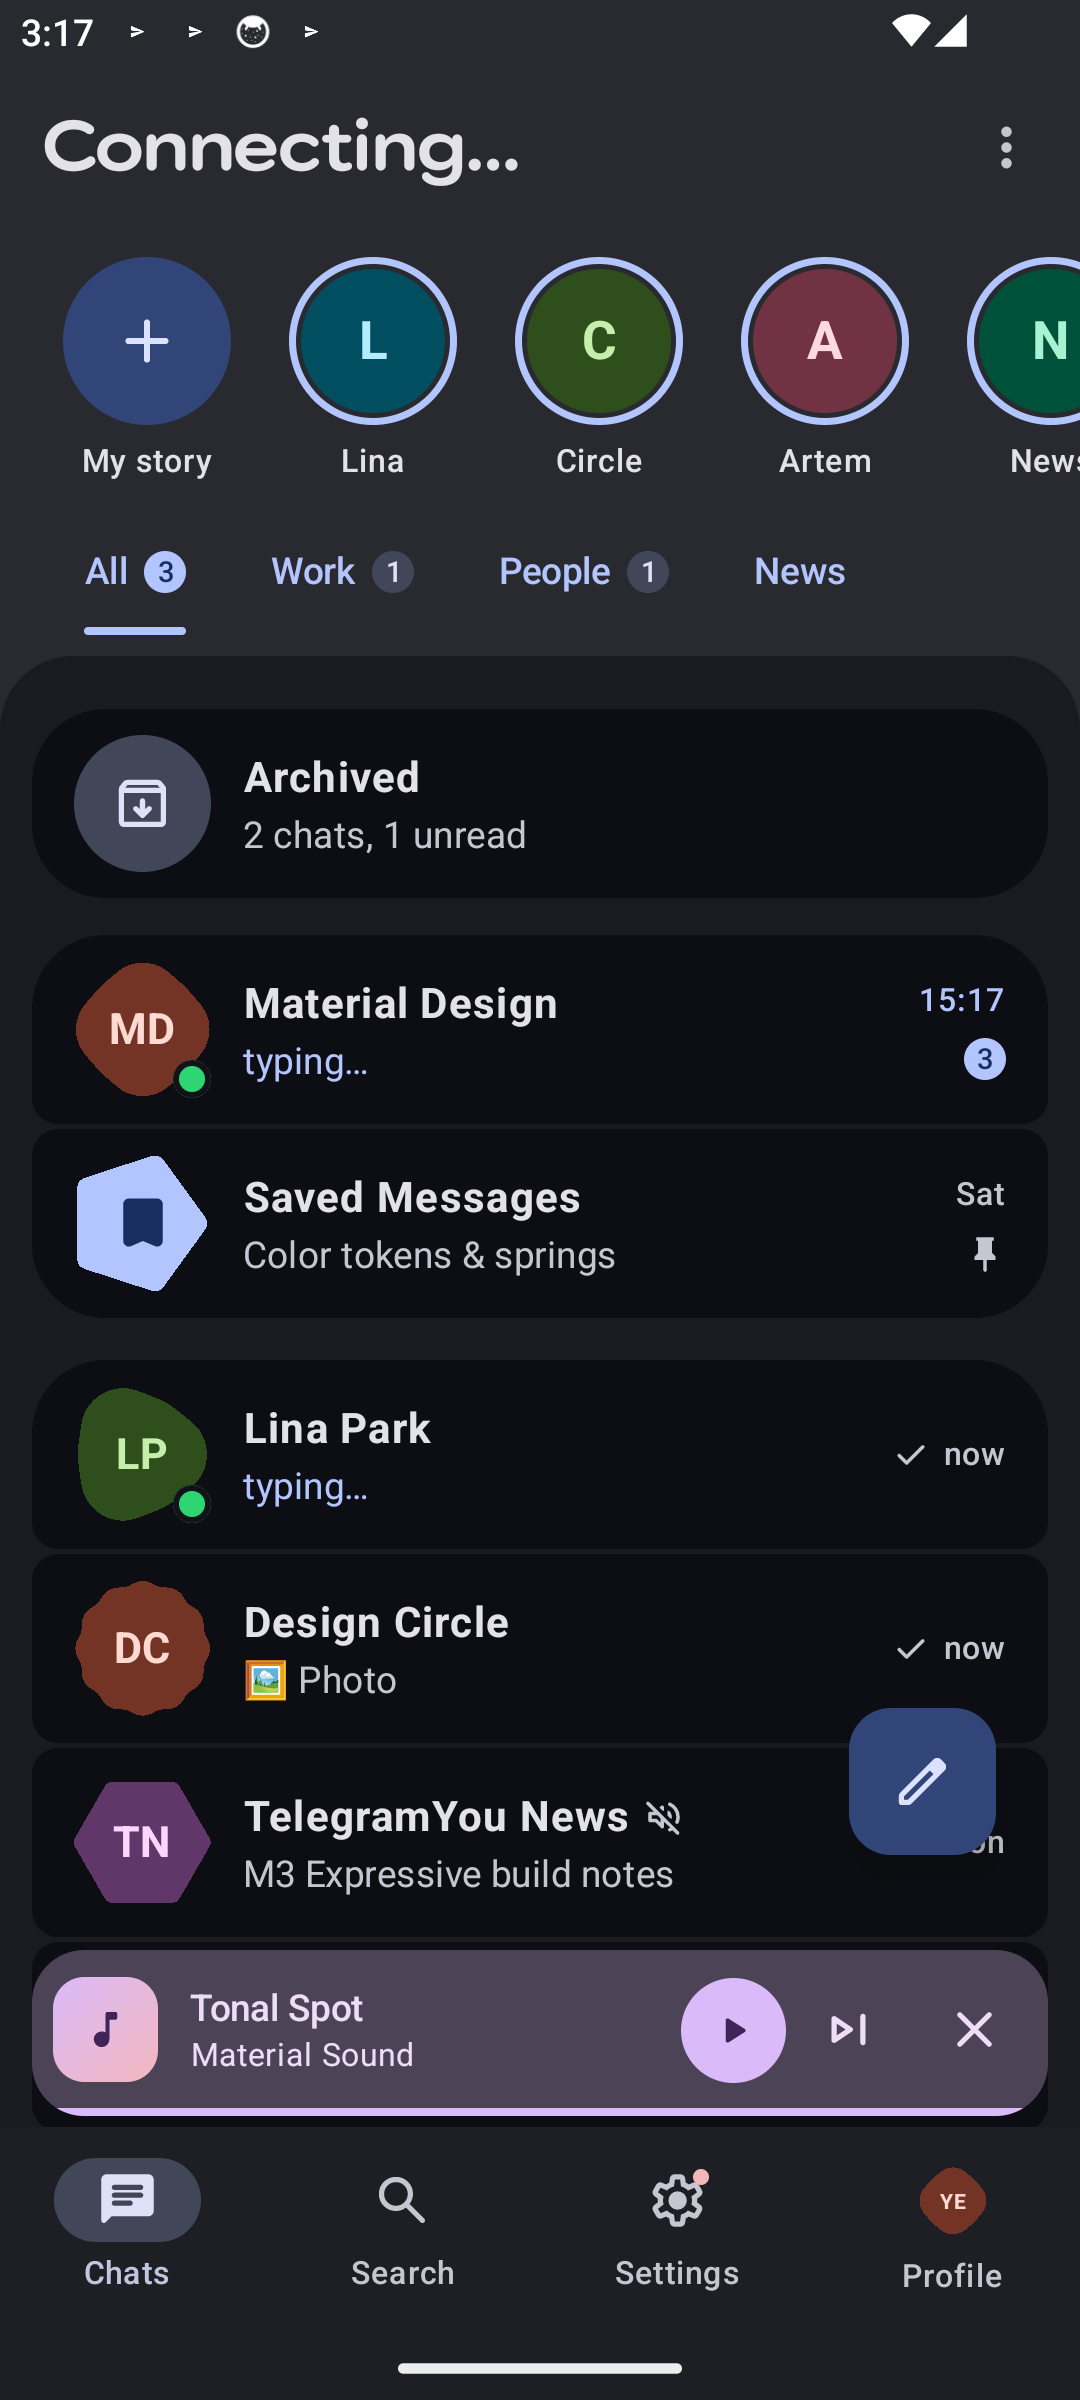 3:17
Connecting...
L
C
A
N
My story
Lina
Circle
Artem
All 3
Work 1
People 1
News
Archived
2 chats, 1 unread
MD
Material Design
15:17
typing...
3
Saved Messages
Sat
Color tokens & springs
LP
Lina Park
typing...
now
DC
Design Circle
Photo
now
TN
TelegramYou News
M3 Expressive build notes
Tonal Spot
Material Sound
Chats
Search
Settings
YE
Profile